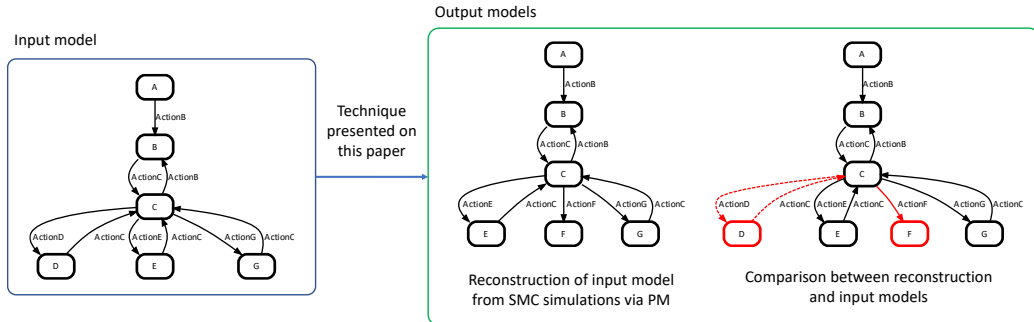 Output models
Input model
A
ActionB
B
ActionC
ActionB
C
ActionD
ActionC
ActionE
ActionC
ActionG
ActionC
D
E
G
Technique
presented on
this paper
A
ActionB
B
ActionC
ActionB
C
ActionE
ActionC
ActionF
ActionG
ActionC
E
F
G
Reconstruction of input model
from SMC simulations via PM
A
ActionB
B
ActionC
ActionB
C
ActionD
ActionC
ActionE
ActionC
ActionF
ActionG
ActionC
D
E
F
G
Comparison between reconstruction
and input models